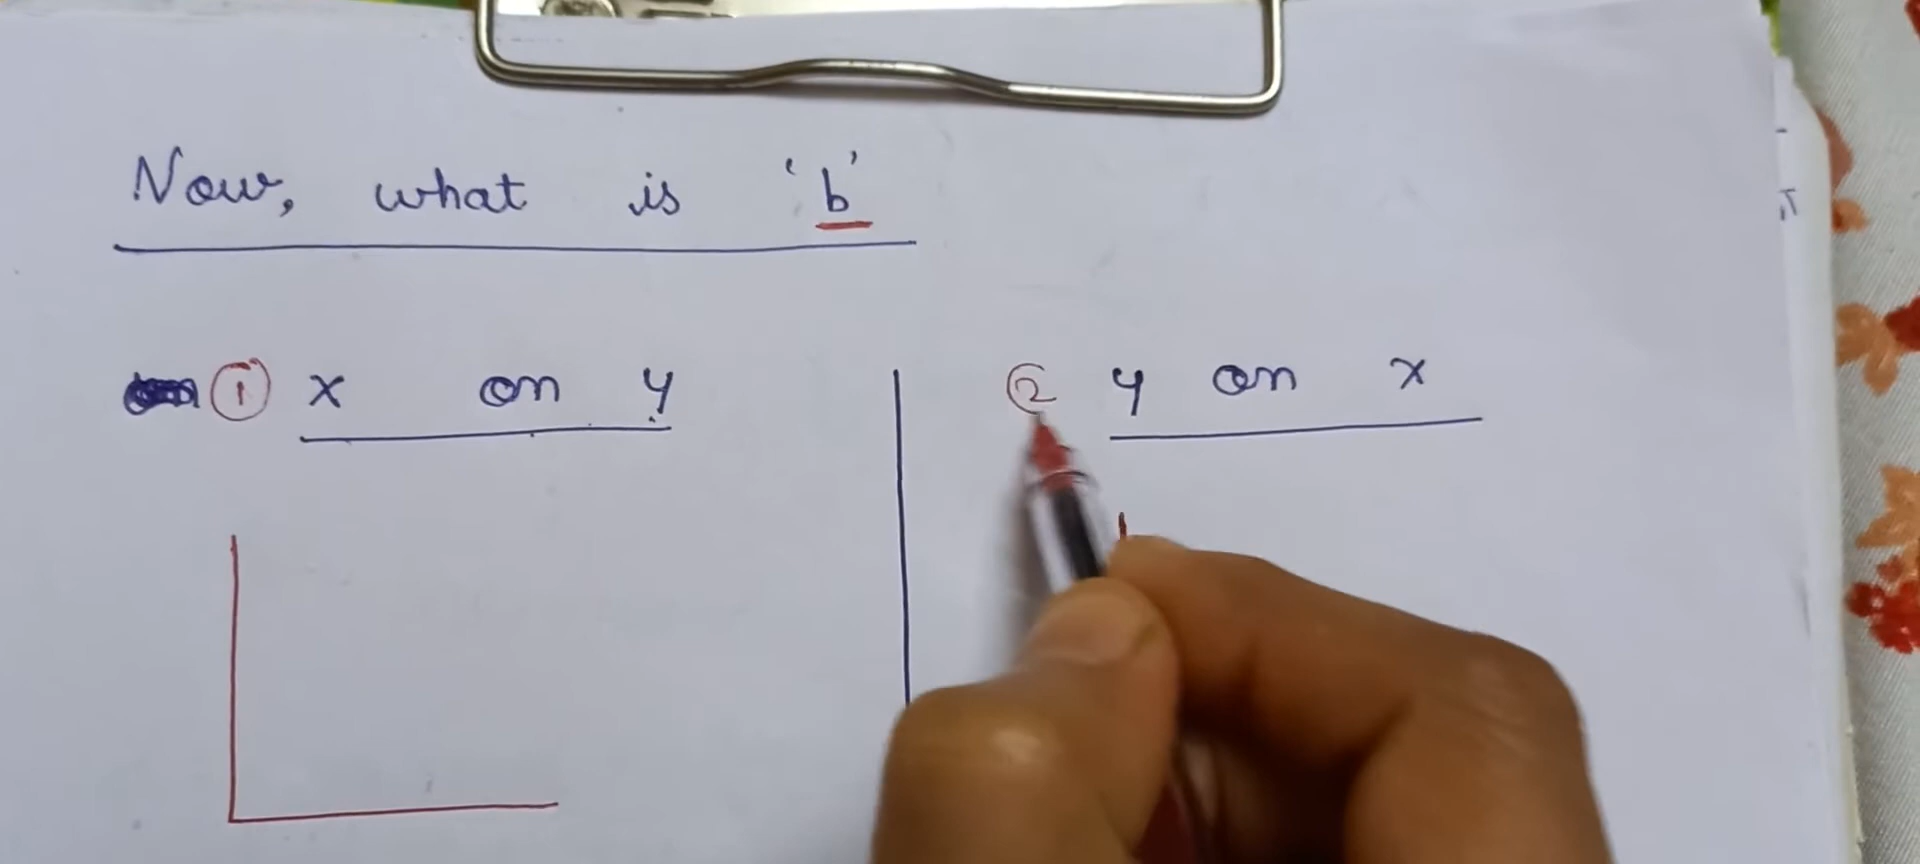 Now, what is 'b'
① x on y
② y on x